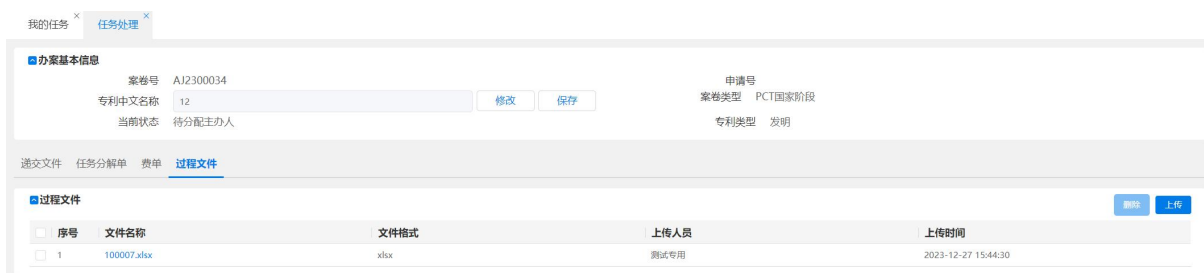 我的任务 × 任务处理 ×
办案基本信息
案卷号 AJ2300034 申请号
专利中文名称 12 修改 保存 案卷类型 PCT国家阶段
当前状态 待分配主办人 专利类型 发明
递交文件 任务分解单 费单 过程文件
过程文件 删除 上传
序号 文件名称 文件格式 上传人员 上传时间
1 100007.xlsx xlsx 测试专用 2023-12-27 15:44:30